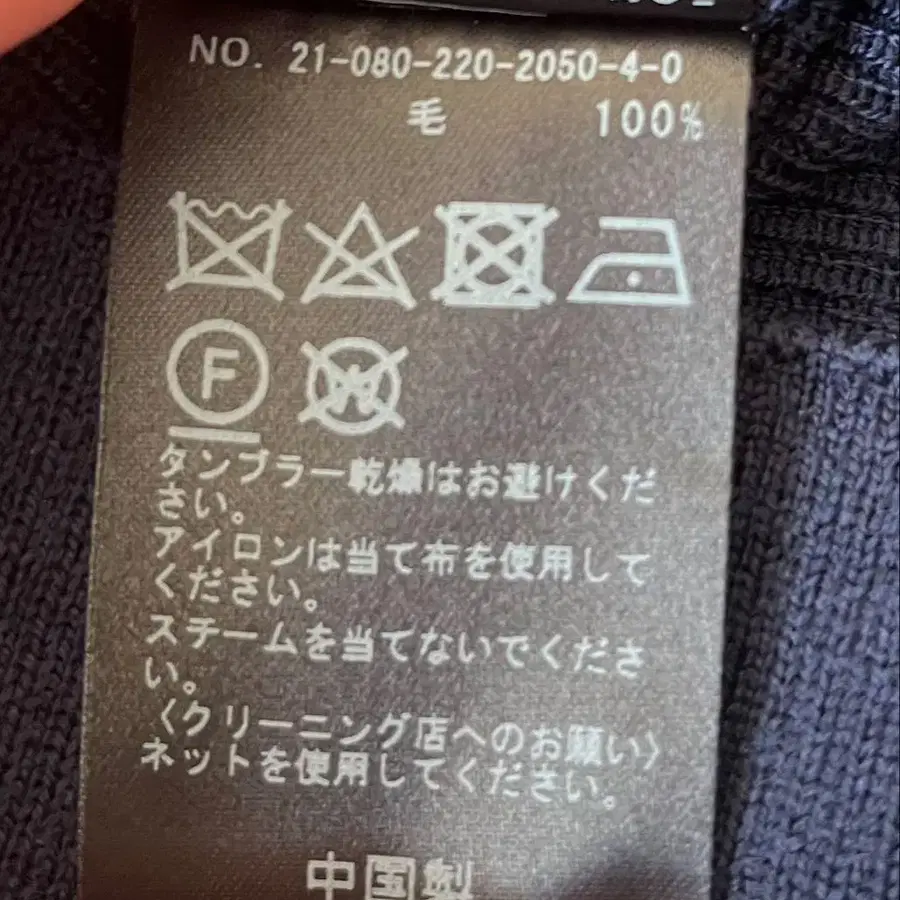 NO. 21-080-220-2050-4-0
毛 100%
F
W
タンブラー乾燥はお避けくだ
さい。
アイロンは当て布を使用して
ください。
スチームを当てないでくださ
い。
〈クリーニング店へのお願い〉
ネットを使用してください。
中国製